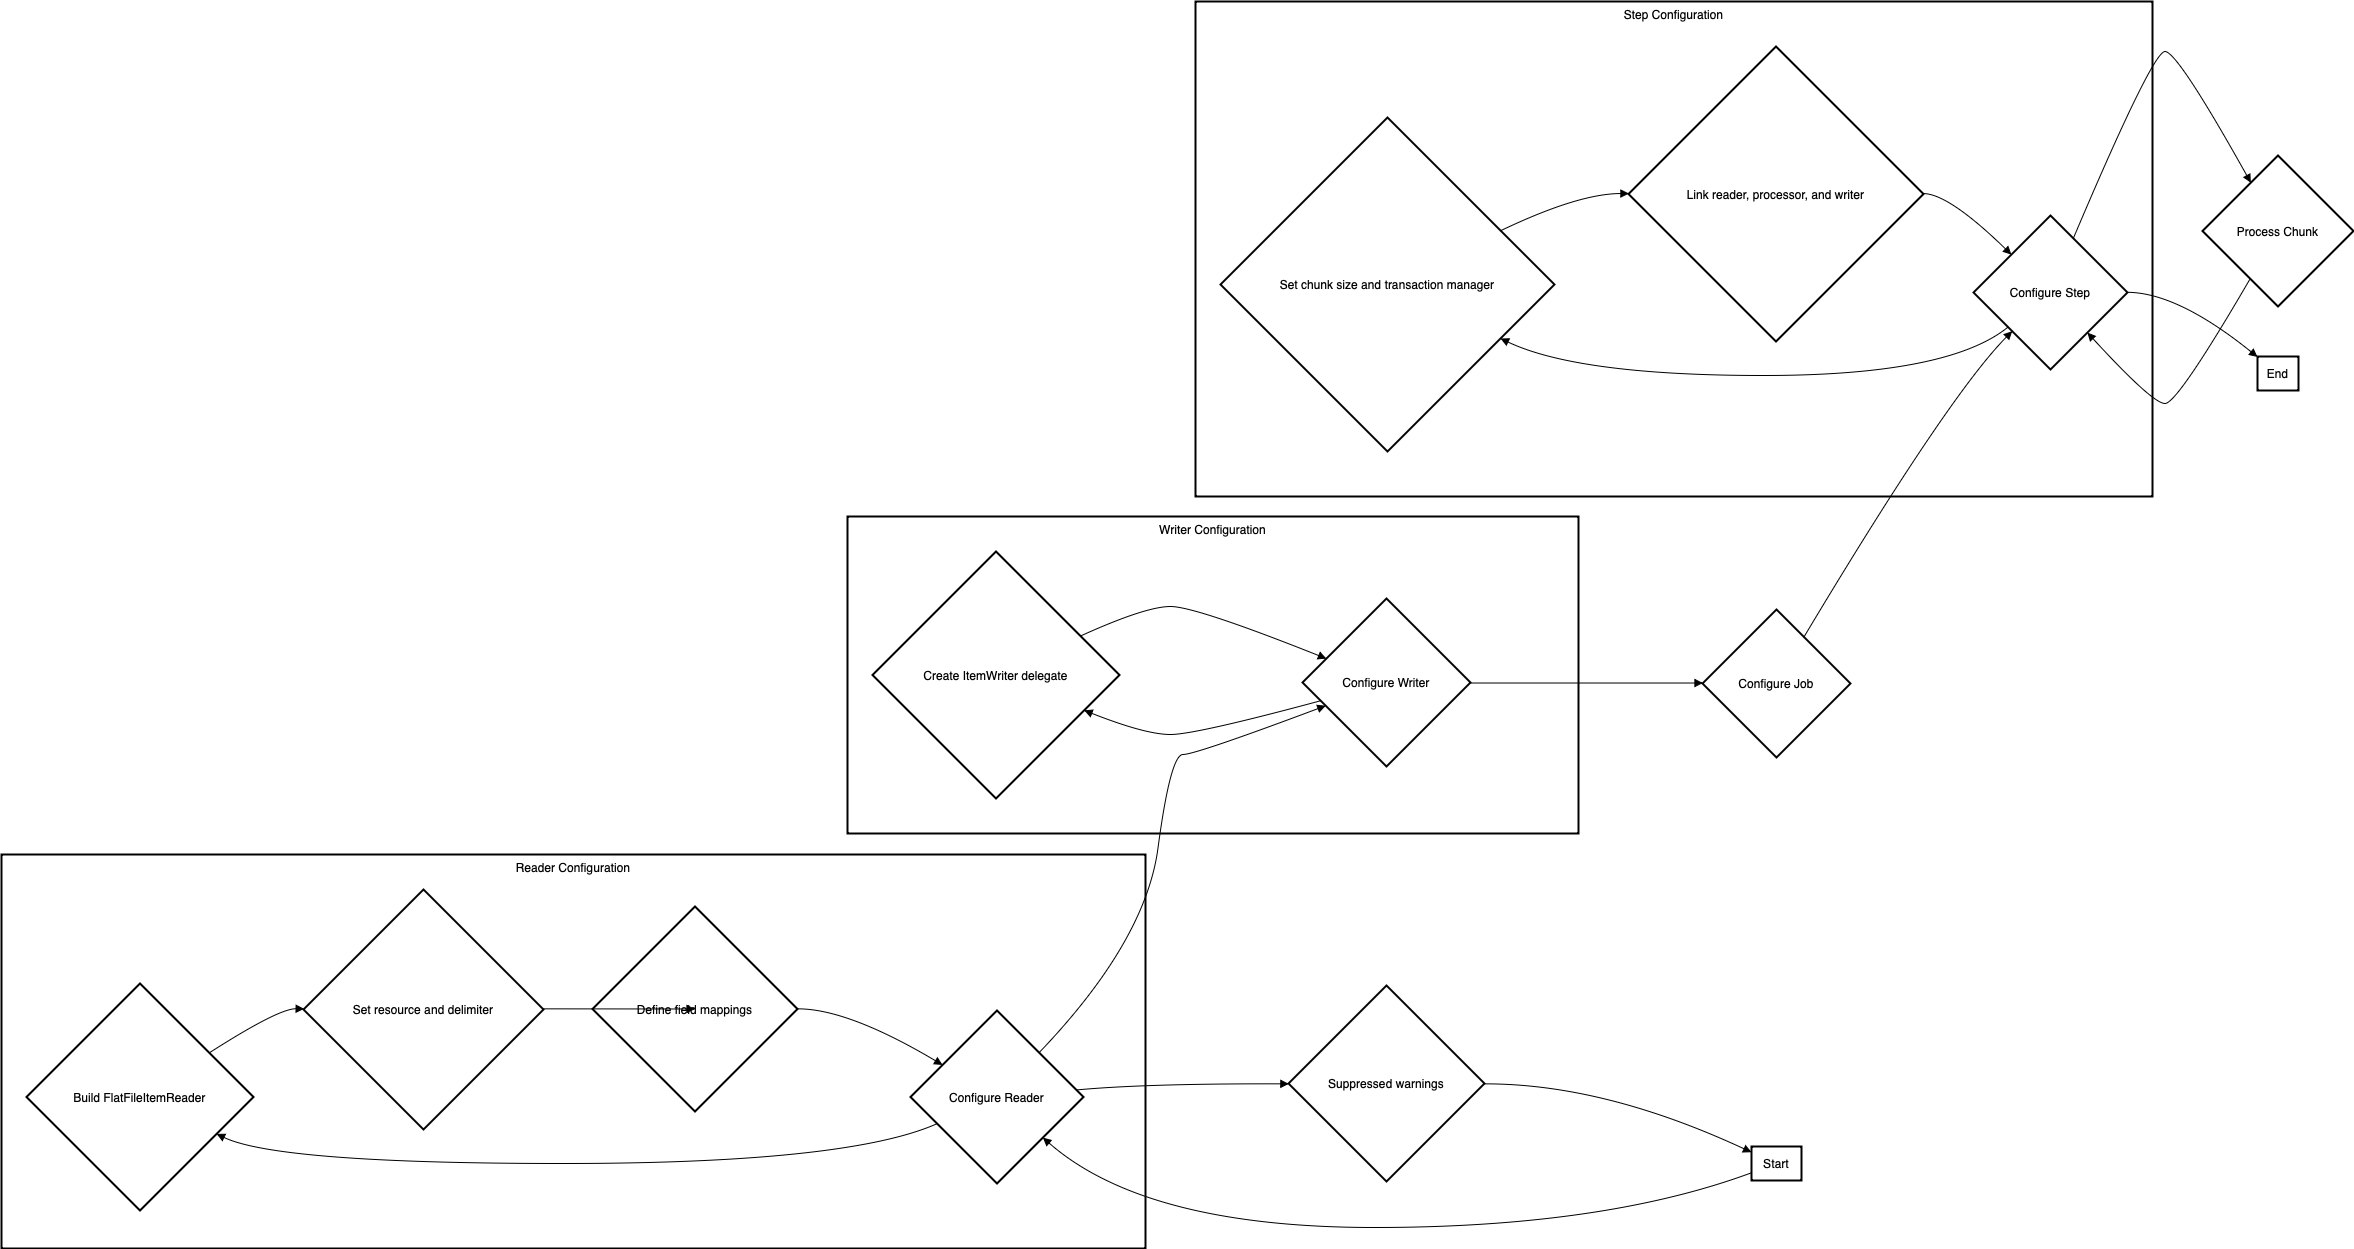 Step Configuration
Link reader, processor, and writer
Process Chunk
Set chunk size and transaction manager
Configure Step
End
Writer Configuration
Create ItemWriter delegate
Configure Writer
Configure Job
Reader Configuration
Set resource and delimiter
Define field mappings
Build FlatFileItemReader
Configure Reader
Suppressed warnings
Start